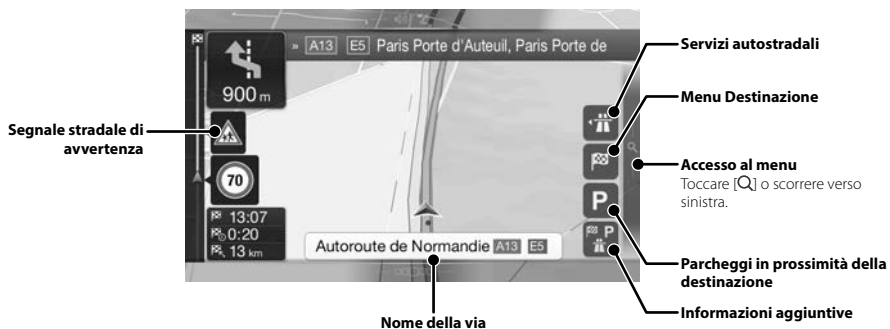 » A13 E5 Paris Porte d'Auteuil, Paris Porte de
900 m
70
13:07
0:20
13 km
P
P
Autoroute de Normandie A13 E5
Segnale stradale di
avvertenza
Servizi autostradali
Menu Destinazione
Accesso al menu
Toccare [Q] o scorrere verso
sinistra.
Parcheggi in prossimità della
destinazione
Informazioni aggiuntive
Nome della via